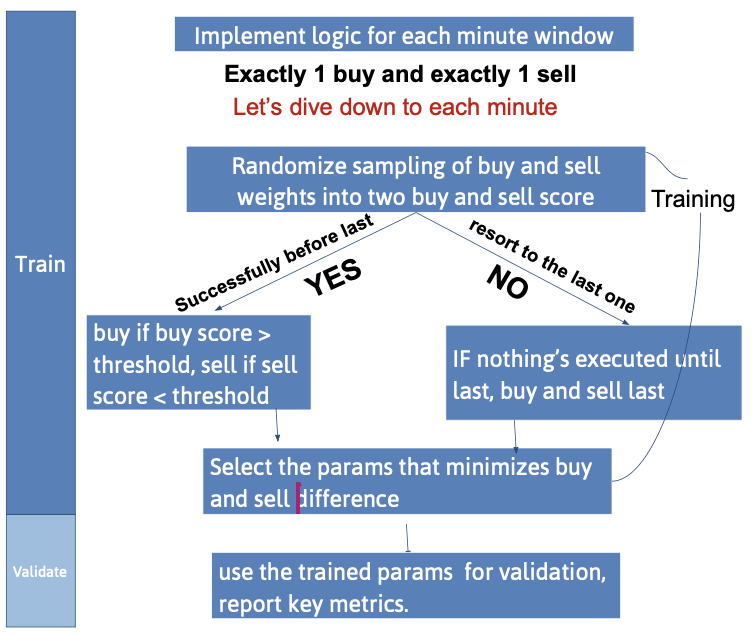 Implement logic for each minute window
Exactly 1 buy and exactly 1 sell
Let's dive down to each minute
Randomize sampling of buy and sell
weights into two buy and sell score
Training
Train
Successfully before last
YES
resort to the last one
NO
buy if buy score >
threshold, sell if sell
score < threshold
IF nothing's executed until
last, buy and sell last
Select the params that minimizes buy
and sell difference
Validate
use the trained params for validation,
report key metrics.